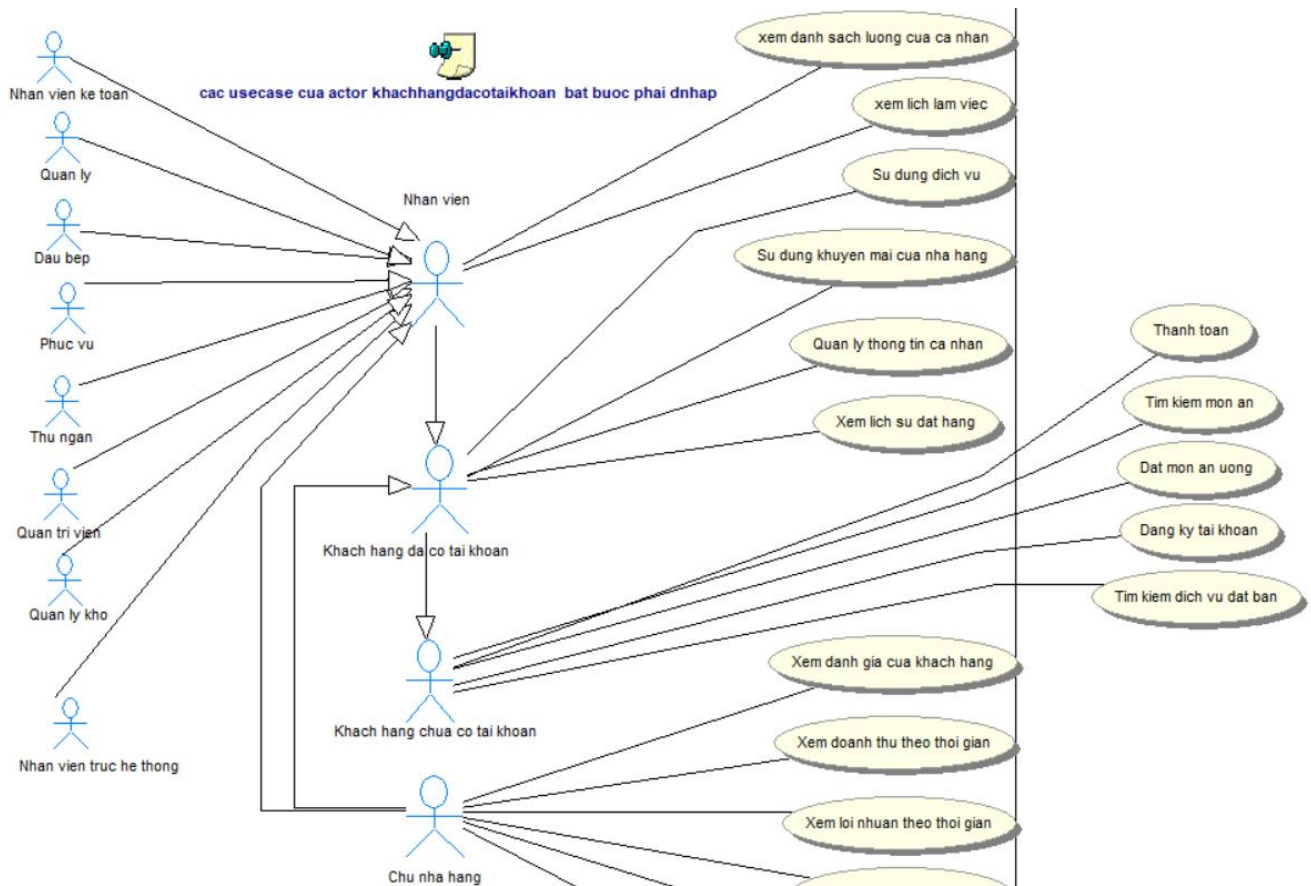 xem danh sach luong cua ca nhan
Nhan vien ke toan
cac usecase cua actor khachhangdacotaikhoan bat buoc phai dnhap
xem lich lam viec
Quan ly
Su dung dich vu
Nhan vien
Dau bep
Su dung khuyen mai cua nha hang
Phuc vu
Quan ly thong tin ca nhan
Thanh toan
Tim kiem mon an
Thu ngan
Xem lich su dat hang
Dat mon an uong
Quan tri vien
Khach hang da co tai khoan
Dang ky tai khoan
Tim kiem dich vu dat ban
Quan ly kho
Xem danh gia cua khach hang
Khach hang chua co tai khoan
Xem doanh thu theo thoi gian
Nhan vien truc he thong
Xem loi nhuan theo thoi gian
Chu nha hang